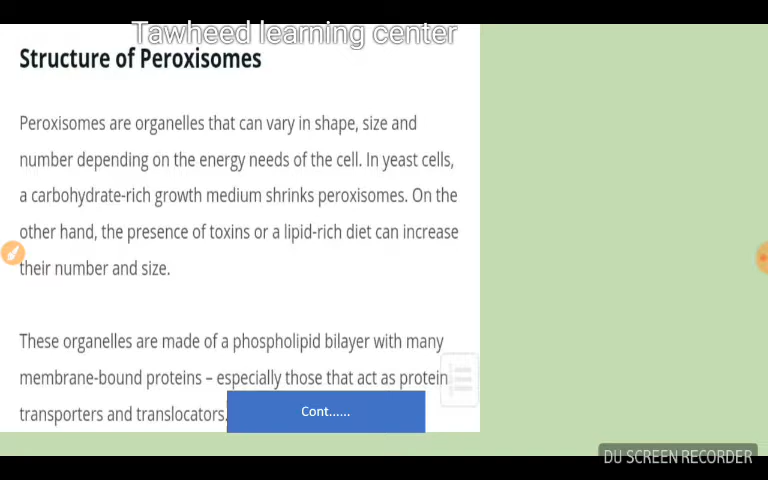 Tawheed learning center
Structure of Peroxisomes
Peroxisomes are organelles that can vary in shape, size and
number depending on the energy needs of the cell. In yeast cells,
a carbohydrate-rich growth medium shrinks peroxisomes. On the
other hand, the presence of toxins or a lipid-rich diet can increase
their number and size.
These organelles are made of a phospholipid bilayer with many
membrane-bound proteins – especially those that act as protein
transporters and translocators.
Cont......
DU SCREEN RECORDER